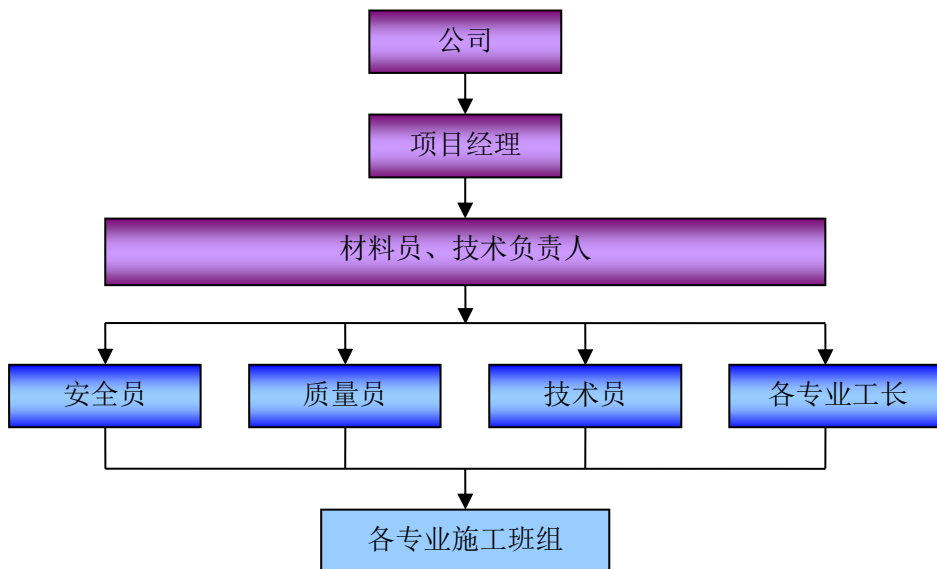 公司
项目经理
材料员、技术负责人
安全员
质量员
技术员
各专业工长
各专业施工班组